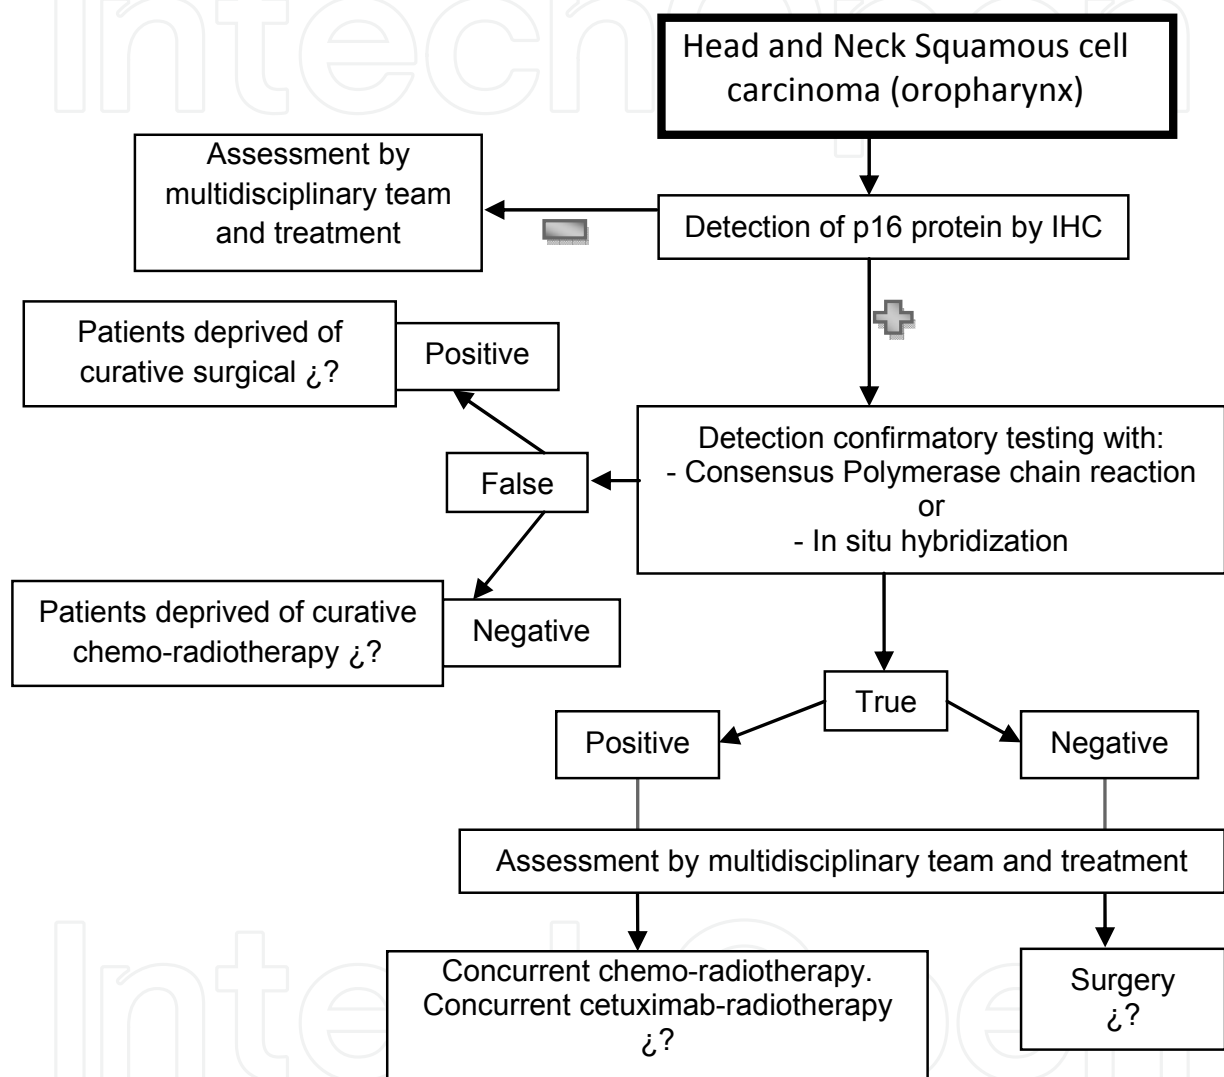 IntechOpen
Head and Neck Squamous cell
carcinoma (oropharynx)
Assessment by
multidisciplinary team
and treatment
Detection of p16 protein by IHC
Patients deprived of
curative surgical ¿?
Positive
Detection confirmatory testing with:
- Consensus Polymerase chain reaction
or
- In situ hybridization
False
Patients deprived of curative
chemo-radiotherapy ¿?
Negative
True
Positive
Negative
Assessment by multidisciplinary team and treatment
Concurrent chemo-radiotherapy.
Concurrent cetuximab-radiotherapy
¿?
Surgery
¿?
IntechOpen